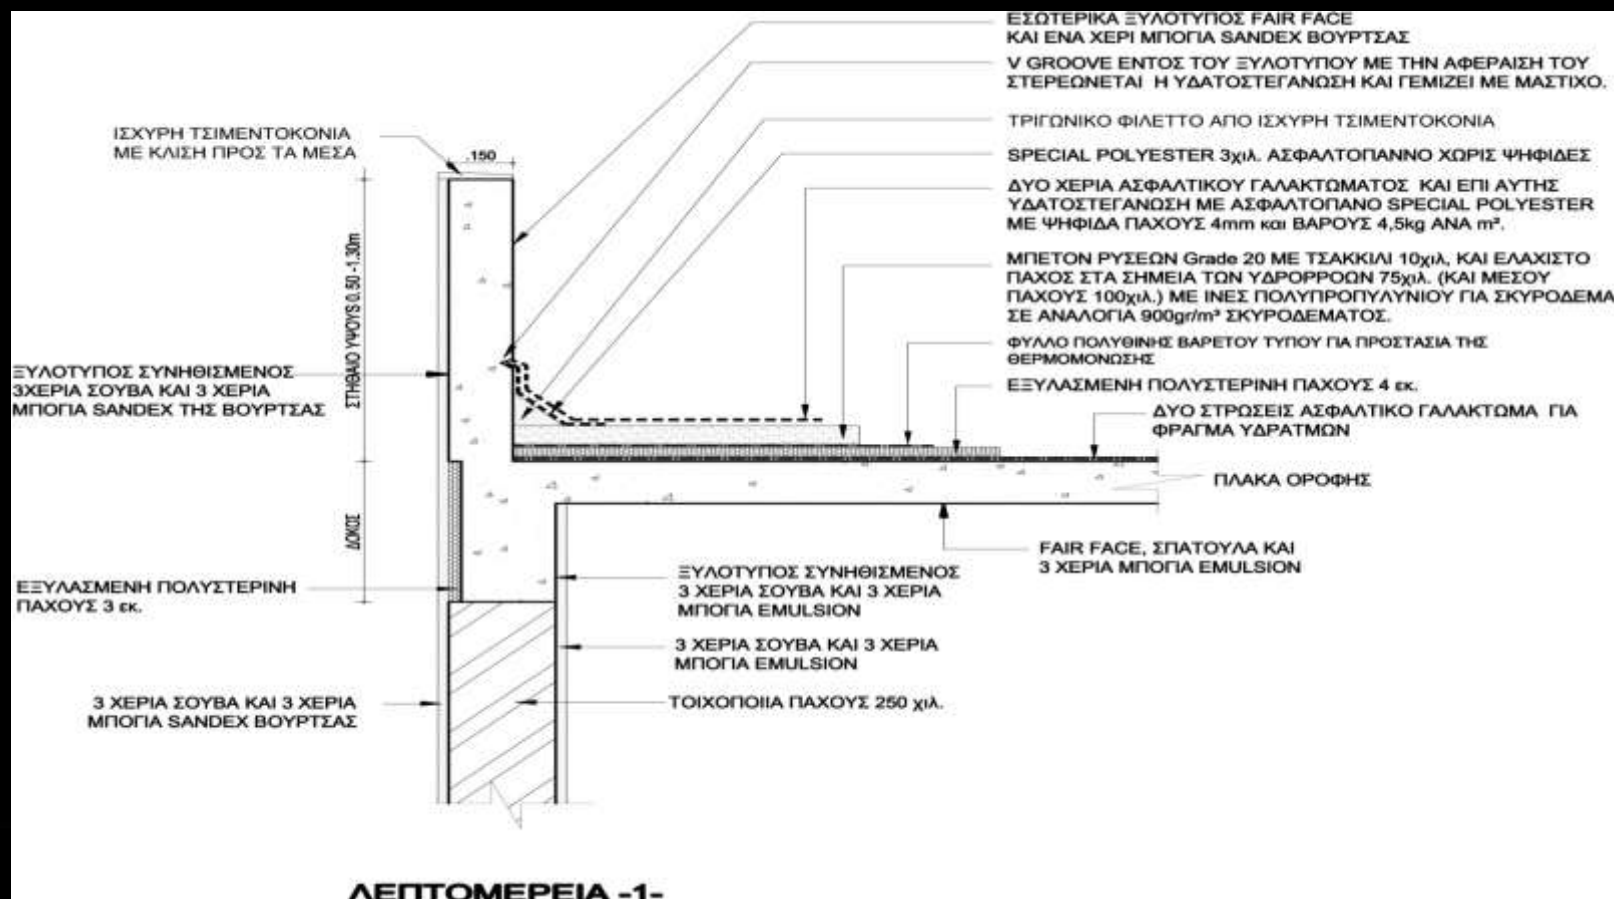 ΕΣΩΤΕΡΙΚΑ ΞΥΛΟΤΥΠΟΣ FAIR FACE
ΚΑΙ ΕΝΑ ΧΕΡΙ ΜΠΟΓΙΑ SANDEX ΒΟΥΡΤΣΑΣ
V GROOVE ΕΝΤΟΣ ΤΟΥ ΞΥΛΟΤΥΠΟΥ ΜΕ ΤΗΝ ΑΦΕΡΑΙΣΗ ΤΟΥ
ΣΤΕΡΕΩΝΕΤΑΙ Η ΥΔΑΤΟΣΤΕΓΑΝΩΣΗ ΚΑΙ ΓΕΜΙΖΕΙ ΜΕ ΜΑΣΤΙΧΟ.
ΤΡΙΓΩΝΙΚΟ ΦΙΛΕΤΤΟ ΑΠΟ ΙΣΧΥΡΗ ΤΣΙΜΕΝΤΟΚΟΝΙΑ
SPECIAL POLYESTER 3χιλ. ΑΣΦΑΛΤΟΠΑΝΝΟ ΧΩΡΙΣ ΨΗΦΙΔΕΣ
ΔΥΟ ΧΕΡΙΑ ΑΣΦΑΛΤΙΚΟΥ ΓΑΛΑΚΤΩΜΑΤΟΣ ΚΑΙ ΕΠΙ ΑΥΤΗΣ
ΥΔΑΤΟΣΤΕΓΑΝΩΣΗ ΜΕ ΑΣΦΑΛΤΟΠΑΝΟ SPECIAL POLYESTER
ΜΕ ΨΗΦΙΔΑ ΠΑΧΟΥΣ 4mm και ΒΑΡΟΥΣ 4,5kg ΑΝΑ m².
ΜΠΕΤΟΝ ΡΥΣΕΩΝ Grade 20 ΜΕ ΤΣΑΚΚΙΛΙ 10χιλ, ΚΑΙ ΕΛΑΧΙΣΤΟ
ΠΑΧΟΣ ΣΤΑ ΣΗΜΕΙΑ ΤΩΝ ΥΔΡΟΡΡΟΩΝ 75χιλ. (ΚΑΙ ΜΕΣΟΥ
ΠΑΧΟΥΣ 100χιλ.) ΜΕ ΙΝΕΣ ΠΟΛΥΠΡΟΠΥΛΥΝΙΟΥ ΓΙΑ ΣΚΥΡΟΔΕΜΑ
ΣΕ ΑΝΑΛΟΓΙΑ 900gr/m³ ΣΚΥΡΟΔΕΜΑΤΟΣ.
ΦΥΛΛΟ ΠΟΛΥΘΙΝΗΣ ΒΑΡΕΤΟΥ ΤΥΠΟΥ ΓΙΑ ΠΡΟΣΤΑΣΙΑ ΤΗΣ
ΘΕΡΜΟΜΟΝΩΣΗΣ
ΕΞΥΛΑΣΜΕΝΗ ΠΟΛΥΣΤΕΡΙΝΗ ΠΑΧΟΥΣ 4 εκ.
ΔΥΟ ΣΤΡΩΣΕΙΣ ΑΣΦΑΛΤΙΚΟ ΓΑΛΑΚΤΩΜΑ ΓΙΑ
ΦΡΑΓΜΑ ΥΔΡΑΤΜΩΝ
ΠΛΑΚΑ ΟΡΟΦΗΣ
FAIR FACE, ΣΠΑΤΟΥΛΑ ΚΑΙ
3 ΧΕΡΙΑ ΜΠΟΓΙΑ EMULSION
ΙΣΧΥΡΗ ΤΣΙΜΕΝΤΟΚΟΝΙΑ
ΜΕ ΚΛΙΣΗ ΠΡΟΣ ΤΑ ΜΕΣΑ
.150
ΣΤΗΘΑΙΟ ΥΨΟΥS 0.50 -1.30m
ΞΥΛΟΤΥΠΟΣ ΣΥΝΗΘΙΣΜΕΝΟΣ
3ΧΕΡΙΑ ΣΟΥΒΑ ΚΑΙ 3 ΧΕΡΙΑ
ΜΠΟΓΙΑ SANDEX ΤΗΣ ΒΟΥΡΤΣΑΣ
ΔΟΚΟΣ
ΕΞΥΛΑΣΜΕΝΗ ΠΟΛΥΣΤΕΡΙΝΗ
ΠΑΧΟΥΣ 3 εκ.
ΞΥΛΟΤΥΠΟΣ ΣΥΝΗΘΙΣΜΕΝΟΣ
3 ΧΕΡΙΑ ΣΟΥΒΑ ΚΑΙ 3 ΧΕΡΙΑ
ΜΠΟΓΙΑ EMULSION
3 ΧΕΡΙΑ ΣΟΥΒΑ ΚΑΙ 3 ΧΕΡΙΑ
ΜΠΟΓΙΑ EMULSION
3 ΧΕΡΙΑ ΣΟΥΒΑ ΚΑΙ 3 ΧΕΡΙΑ
ΜΠΟΓΙΑ SANDEX ΒΟΥΡΤΣΑΣ
ΤΟΙΧΟΠΟΙΙΑ ΠΑΧΟΥΣ 250 χιλ.
ΛΕΠΤΟΜΕΡΕΙΑ -1-